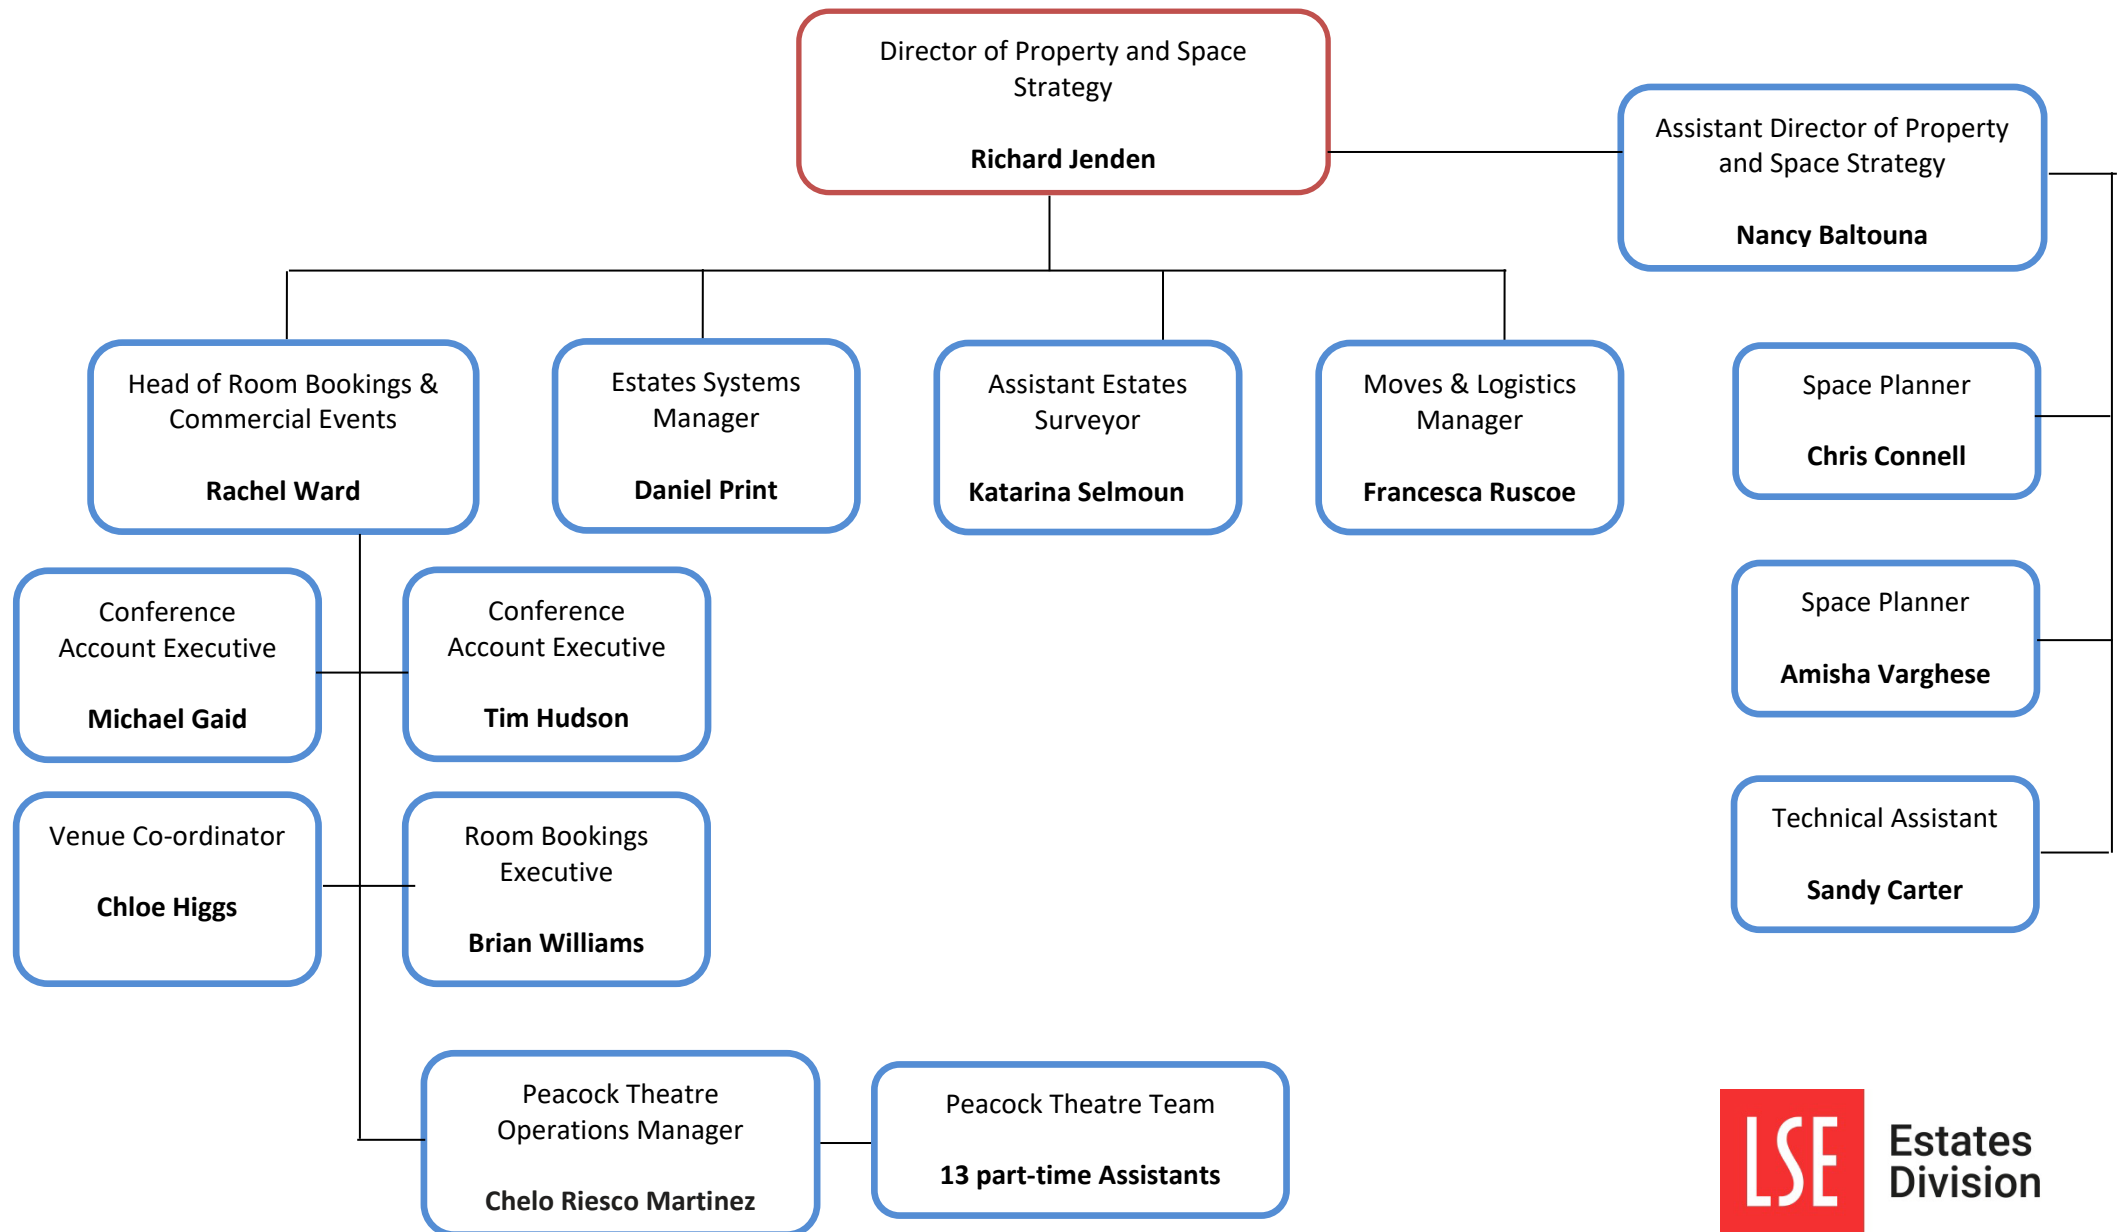 Director of Property and Space
Strategy
Richard Jenden
Assistant Director of Property
and Space Strategy
Nancy Baltouna
Head of Room Bookings &
Commercial Events
Rachel Ward
Estates Systems
Manager
Daniel Print
Assistant Estates
Surveyor
Katarina Selmoun
Moves & Logistics
Manager
Francesca Ruscoe
Space Planner
Chris Connell
Conference
Account Executive
Michael Gaid
Conference
Account Executive
Tim Hudson
Space Planner
Amisha Varghese
Venue Co-ordinator
Chloe Higgs
Room Bookings
Executive
Brian Williams
Technical Assistant
Sandy Carter
Peacock Theatre
Operations Manager
Chelo Riesco Martinez
Peacock Theatre Team
13 part-time Assistants
LSE
Estates
Division